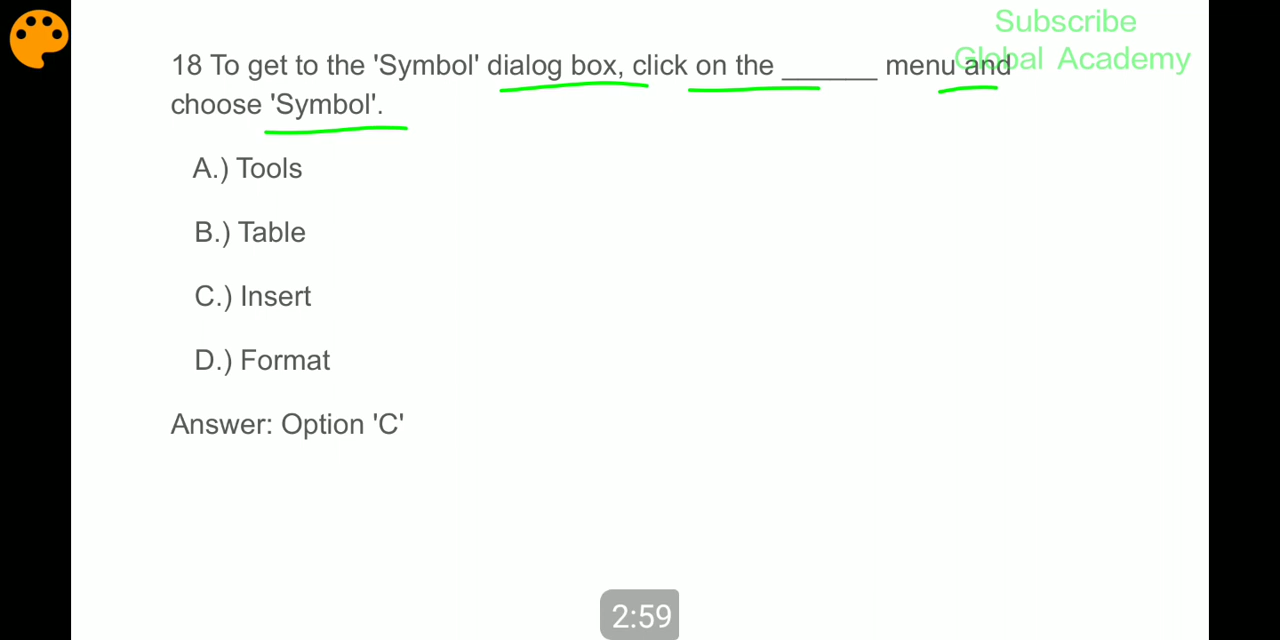 Subscribe
Global Academy
18 To get to the 'Symbol' dialog box, click on the ______ menu and
choose 'Symbol'.
A.) Tools
B.) Table
C.) Insert
D.) Format
Answer: Option 'C'
2:59